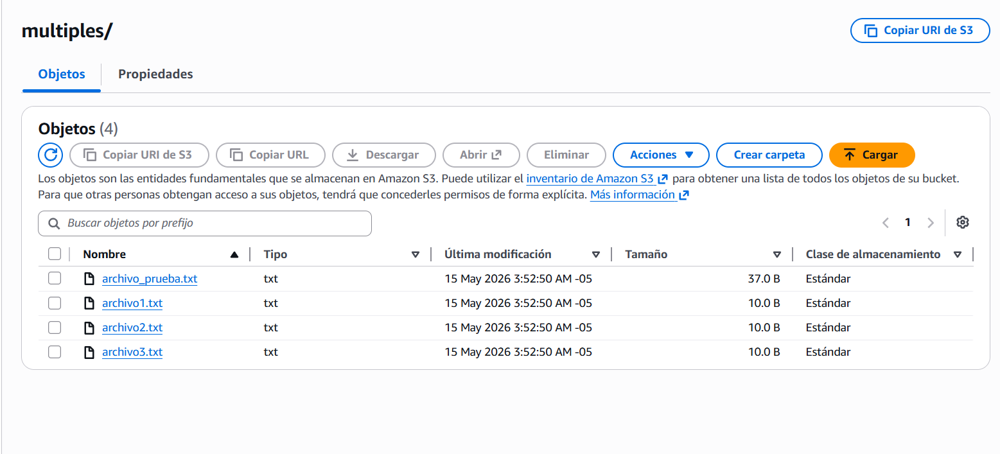 multiples/
Copiar URI de S3
Objetos
Propiedades
Objetos (4)
Copiar URI de S3
Copiar URL
Descargar
Abrir
Eliminar
Acciones
Crear carpeta
Cargar
Los objetos son las entidades fundamentales que se almacenan en Amazon S3. Puede utilizar el inventario de Amazon S3 para obtener una lista de todos los objetos de su bucket.
Para que otras personas obtengan acceso a sus objetos, tendrá que concederles permisos de forma explícita. Más información
Buscar objetos por prefijo
1
Nombre Tipo Última modificación Tamaño Clase de almacenamiento
archivo_prueba.txt txt 15 May 2026 3:52:50 AM -05 37.0 B Estándar
archivo1.txt txt 15 May 2026 3:52:50 AM -05 10.0 B Estándar
archivo2.txt txt 15 May 2026 3:52:50 AM -05 10.0 B Estándar
archivo3.txt txt 15 May 2026 3:52:50 AM -05 10.0 B Estándar